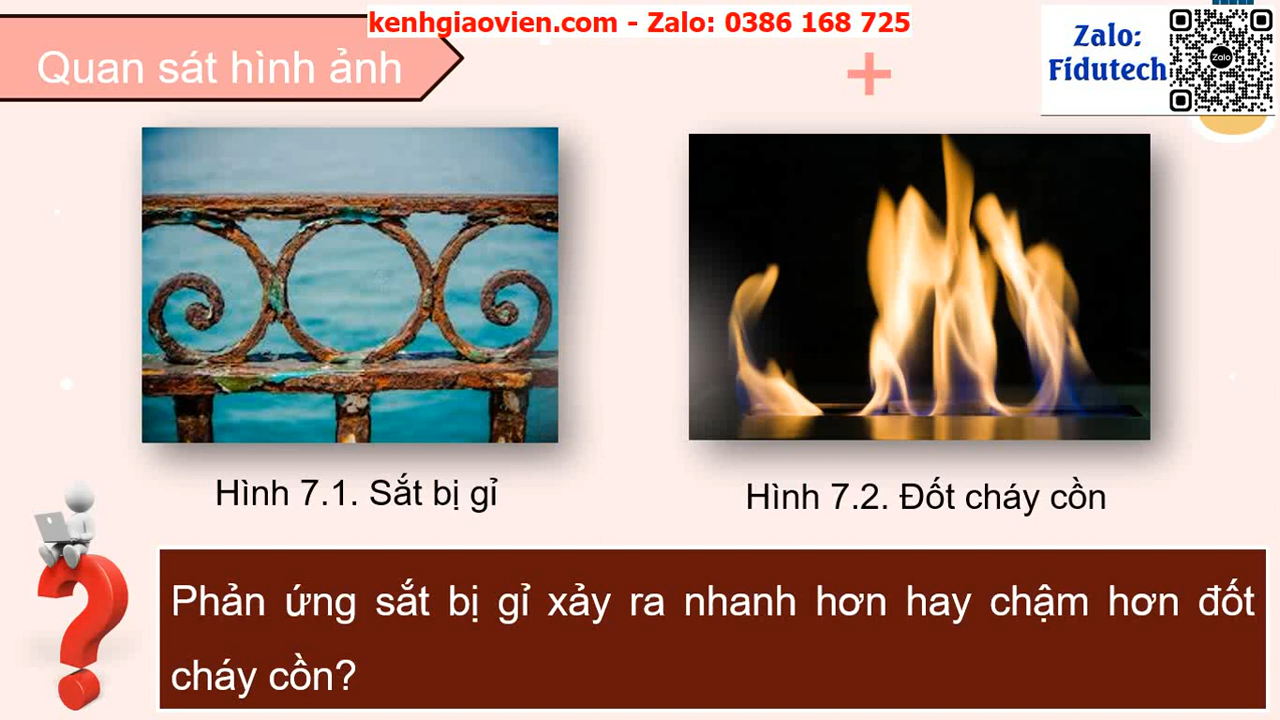 kenhgiaovien.com - Zalo: 0386 168 725
Quan sát hình ảnh
Zalo:
Fidutech
Zalo
Hình 7.1. Sắt bị gỉ
Hình 7.2. Đốt cháy cồn
Phản ứng sắt bị gỉ xảy ra nhanh hơn hay chậm hơn đốt
cháy cồn?